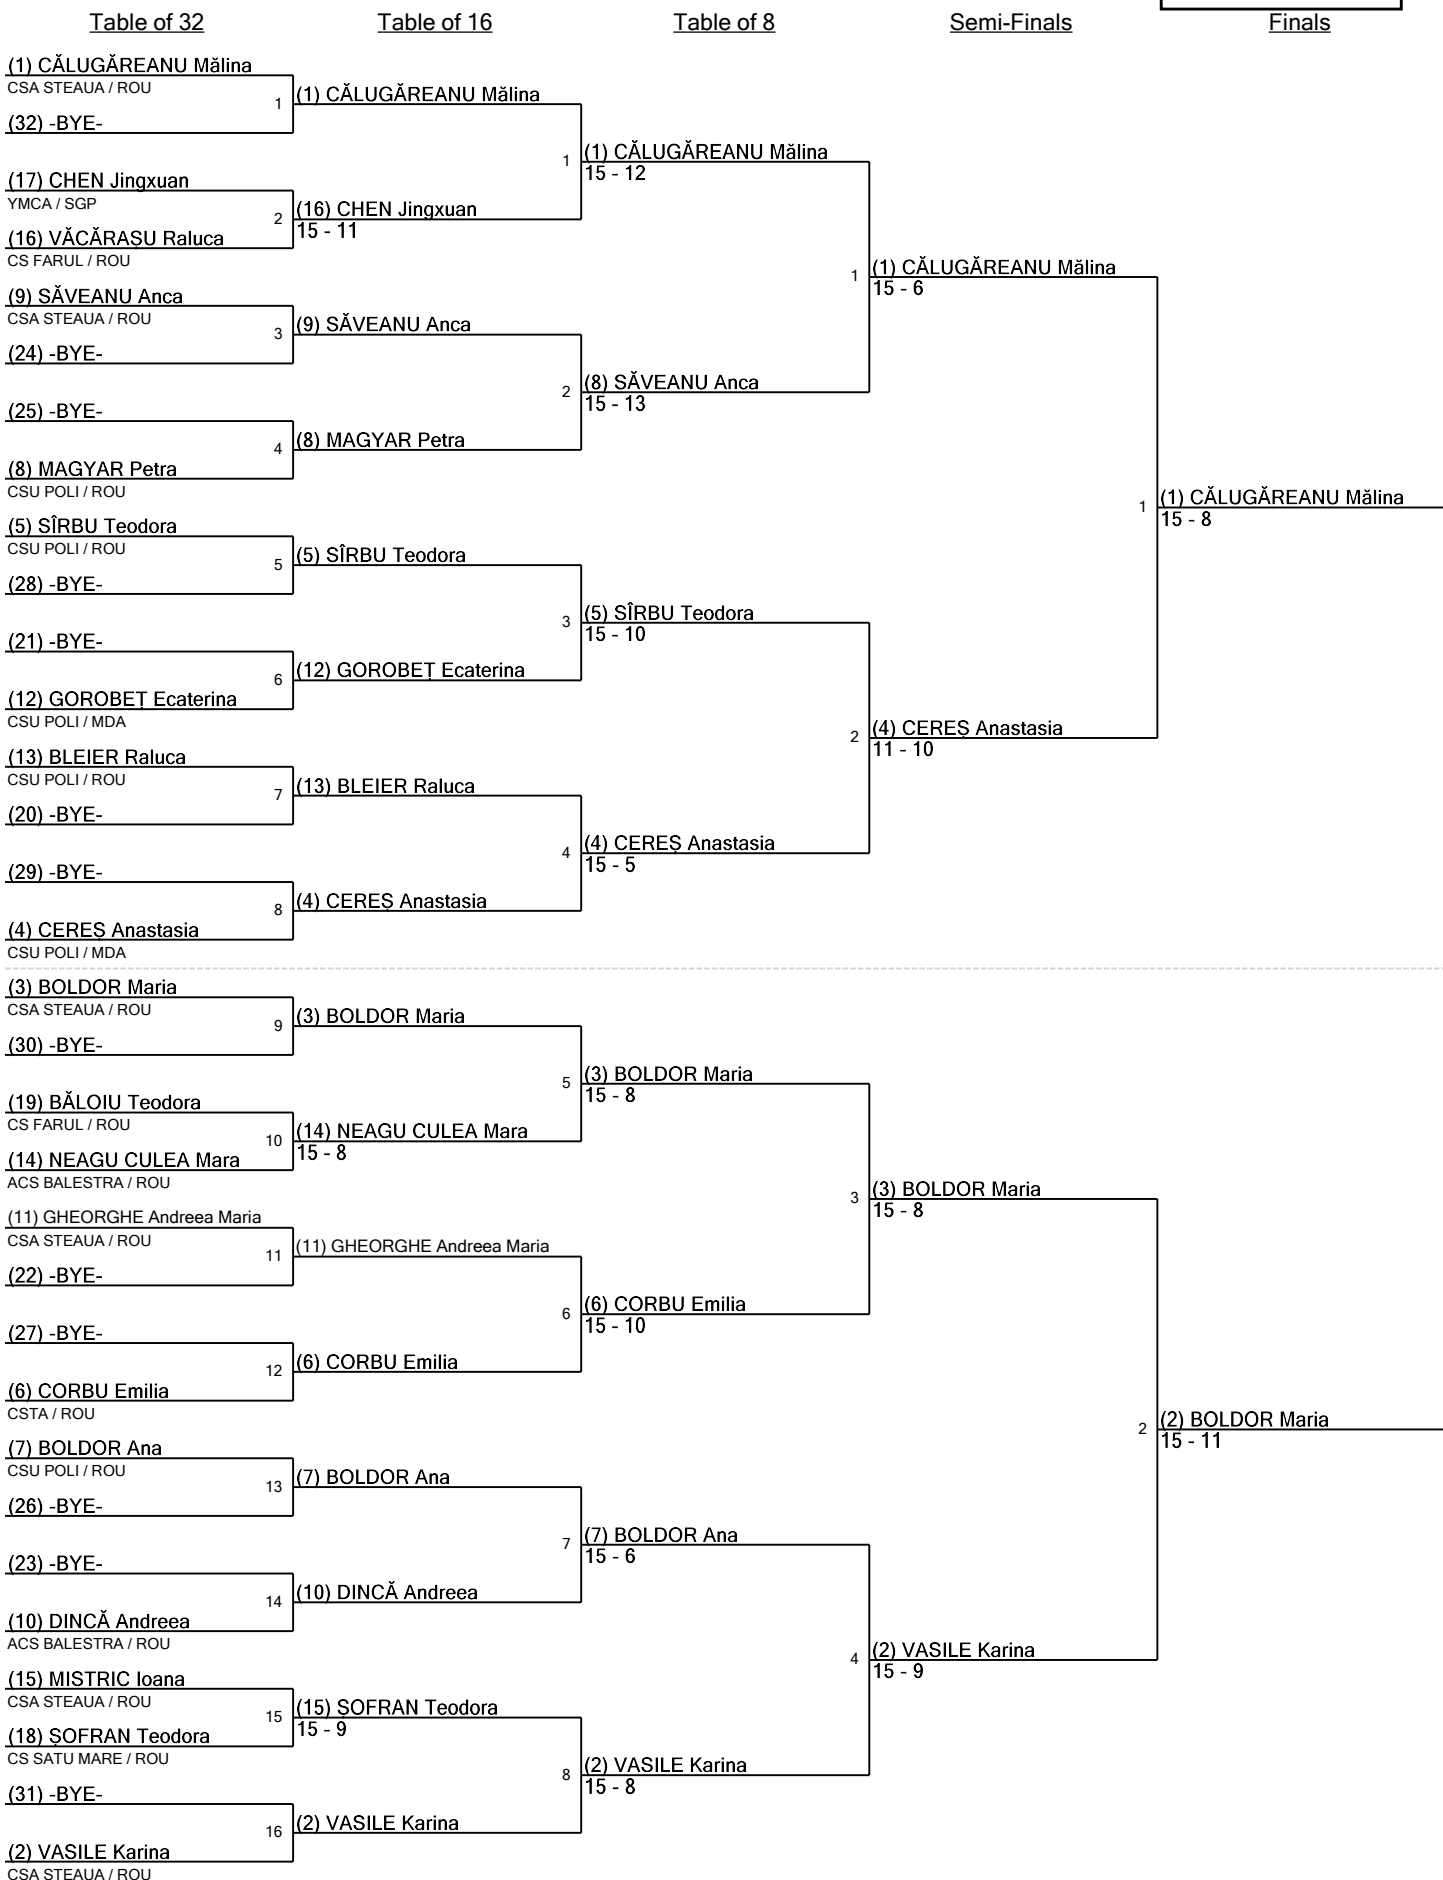 Table of 32
Table of 16
Table of 8
Semi-Finals
Finals
(1) CĂLUGĂREANU Mălina
CSA STEAUA / ROU
(32) -BYE-
1
(17) CHEN Jingxuan
YMCA / SGP
(16) VĂCĂRAȘU Raluca
CS FARUL / ROU
2
(9) SĂVEANU Anca
CSA STEAUA / ROU
(24) -BYE-
3
(25) -BYE-
(8) MAGYAR Petra
CSU POLI / ROU
4
(5) SÎRBU Teodora
CSU POLI / ROU
(28) -BYE-
5
(21) -BYE-
(12) GOROBEȚ Ecaterina
CSU POLI / MDA
6
(13) BLEIER Raluca
CSU POLI / ROU
(20) -BYE-
7
(29) -BYE-
(4) CEREȘ Anastasia
CSU POLI / MDA
8
(3) BOLDOR Maria
CSA STEAUA / ROU
(30) -BYE-
9
(19) BĂLOIU Teodora
CS FARUL / ROU
(14) NEAGU CULEA Mara
ACS BALESTRA / ROU
10
(11) GHEORGHE Andreea Maria
CSA STEAUA / ROU
(22) -BYE-
11
(27) -BYE-
(6) CORBU Emilia
CSTA / ROU
12
(7) BOLDOR Ana
CSU POLI / ROU
(26) -BYE-
13
(23) -BYE-
(10) DINCĂ Andreea
ACS BALESTRA / ROU
14
(15) MISTRIC Ioana
CSA STEAUA / ROU
(18) ȘOFRAN Teodora
CS SATU MARE / ROU
15
(31) -BYE-
(2) VASILE Karina
CSA STEAUA / ROU
16
(1) CĂLUGĂREANU Mălina
1
(16) CHEN Jingxuan
15 - 11
(9) SĂVEANU Anca
2
(8) MAGYAR Petra
(5) SÎRBU Teodora
3
(12) GOROBEȚ Ecaterina
(13) BLEIER Raluca
4
(4) CEREȘ Anastasia
(3) BOLDOR Maria
5
(14) NEAGU CULEA Mara
15 - 8
(11) GHEORGHE Andreea Maria
6
(6) CORBU Emilia
(7) BOLDOR Ana
7
(10) DINCĂ Andreea
(15) ȘOFRAN Teodora
15 - 9
8
(2) VASILE Karina
(1) CĂLUGĂREANU Mălina
15 - 12
1
(8) SĂVEANU Anca
15 - 13
(5) SÎRBU Teodora
15 - 10
2
(4) CEREȘ Anastasia
15 - 5
(3) BOLDOR Maria
15 - 8
3
(6) CORBU Emilia
15 - 10
(7) BOLDOR Ana
15 - 6
4
(2) VASILE Karina
15 - 8
(1) CĂLUGĂREANU Mălina
15 - 6
1
(4) CEREȘ Anastasia
11 - 10
(3) BOLDOR Maria
15 - 8
2
(2) VASILE Karina
15 - 9
(1) CĂLUGĂREANU Mălina
15 - 8
(2) BOLDOR Maria
15 - 11